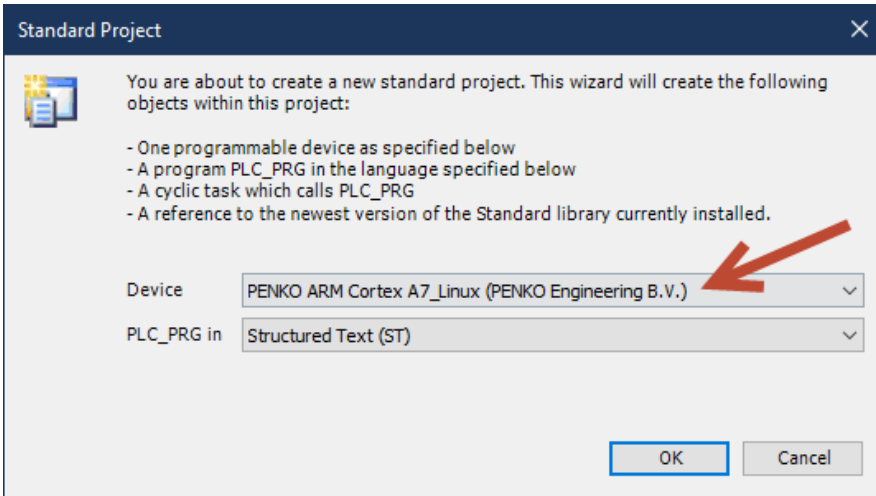 Standard Project
You are about to create a new standard project. This wizard will create the following
objects within this project:
- One programmable device as specified below
- A program PLC_PRG in the language specified below
- A cyclic task which calls PLC_PRG
- A reference to the newest version of the Standard library currently installed.
Device
PENKO ARM Cortex A7_Linux (PENKO Engineering B.V.)
PLC_PRG in
Structured Text (ST)
OK
Cancel